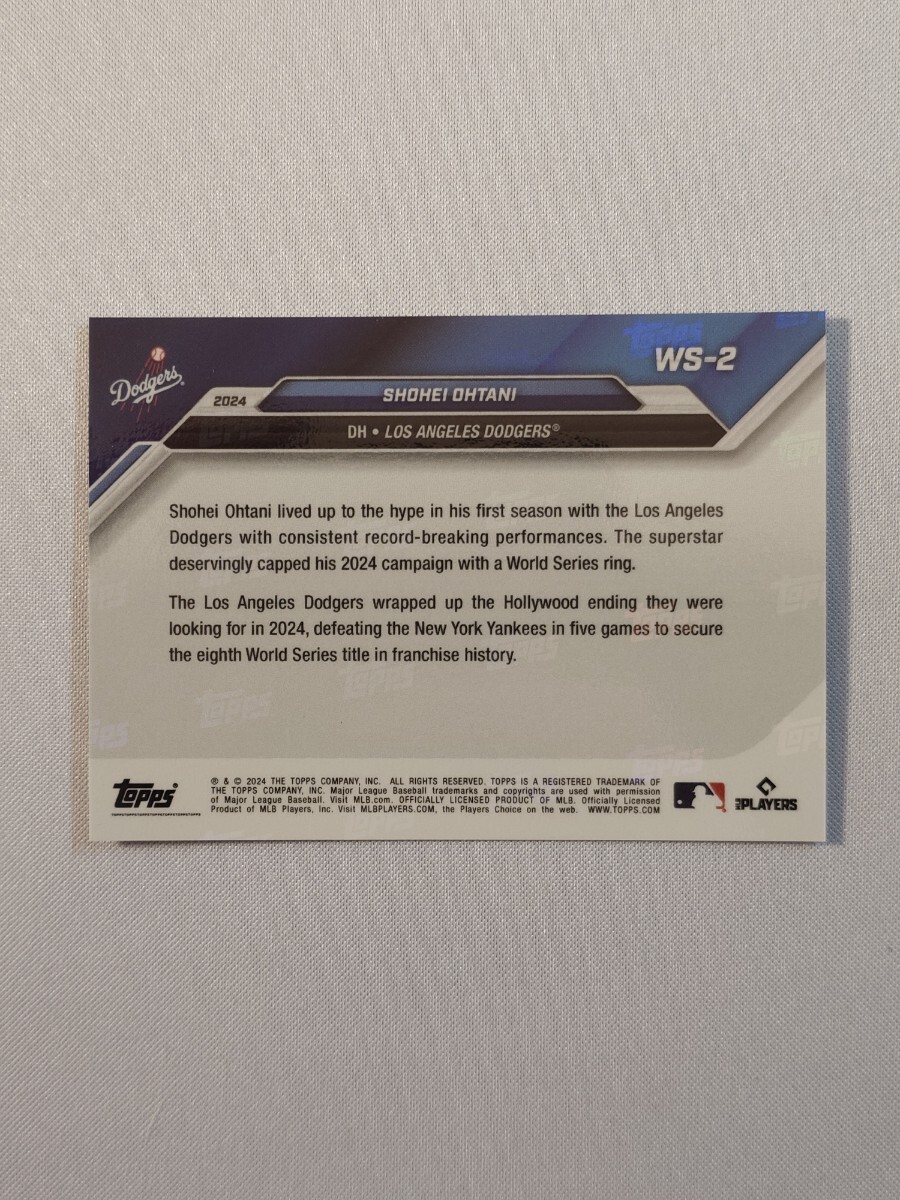 Topps
WS-2
Dodgers
2024
SHOHEI OHTANI
DH • LOS ANGELES DODGERS®
Shohei Ohtani lived up to the hype in his first season with the Los Angeles
Dodgers with consistent record-breaking performances. The superstar
deservingly capped his 2024 campaign with a World Series ring.
The Los Angeles Dodgers wrapped up the Hollywood ending they were
looking for in 2024, defeating the New York Yankees in five games to secure
the eighth World Series title in franchise history.
Topps
Topps
Topps
® & © 2024 THE TOPPS COMPANY, INC. ALL RIGHTS RESERVED. TOPPS IS A REGISTERED TRADEMARK OF
THE TOPPS COMPANY, INC. Major League Baseball trademarks and copyrights are used with permission
of Major League Baseball. Visit MLB.com. OFFICIALLY LICENSED PRODUCT OF MLB. Officially Licensed
Product of MLB Players, Inc. Visit MLBPLAYERS.COM, the Players Choice on the web. WWW.TOPPS.COM
PLAYERS